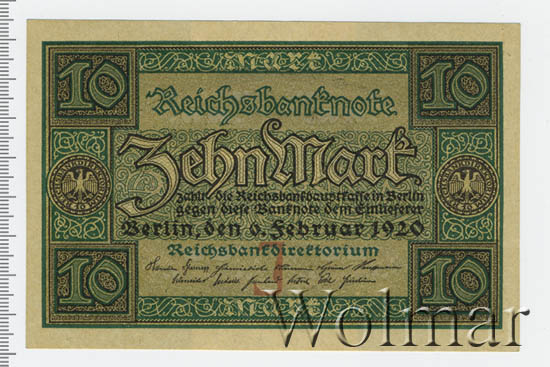 10 10
Reichsbanknote
Zehn Mark
zahlt die Reichsbankhauptkasse in Berlin
gegen diese Banknote dem Einlieferer
Berlin, den 6. Februar 1920
Reichsbankdirektorium
10 10
Wolmar